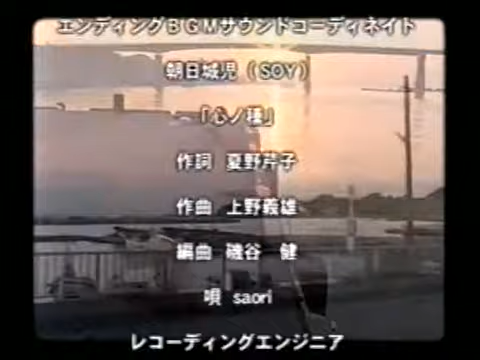 エンディングBGMサウンドコーディネイト
朝日城児(SOY)
「心ノ種」
作詞 夏野芹子
作曲 上野義雄
編曲 磯谷 健
唄 saori
レコーディングエンジニア